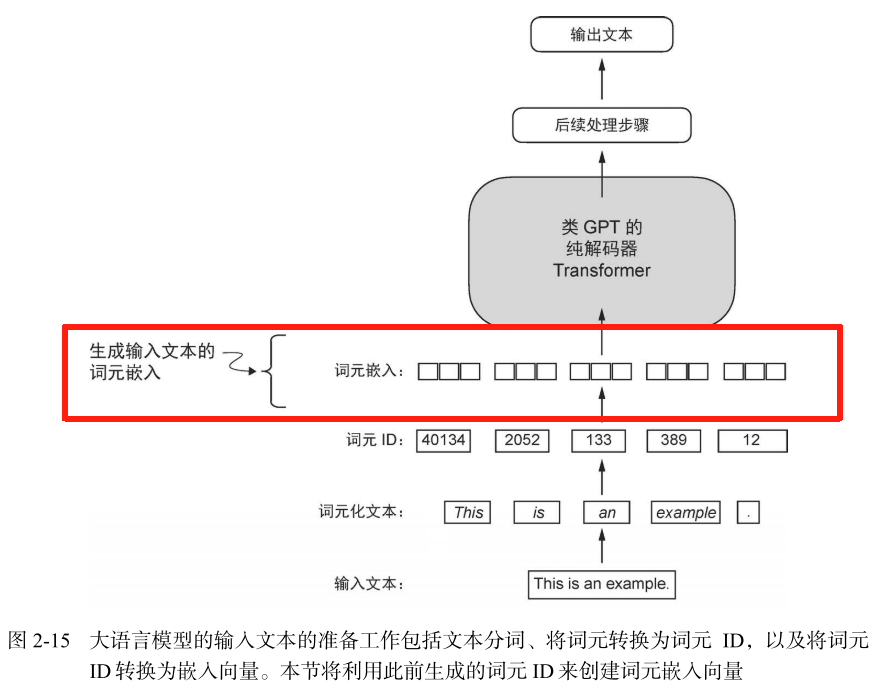 输出文本
后续处理步骤
类 GPT 的
纯解码器
Transformer
生成输入文本的
词元嵌入
词元嵌入：
词元 ID： 40134 2052 133 389 12
词元化文本： This is an example .
输入文本： This is an example.
图 2-15 大语言模型的输入文本的准备工作包括文本分词、将词元转换为词元 ID，以及将词元
ID 转换为嵌入向量。本节将利用此前生成的词元 ID 来创建词元嵌入向量